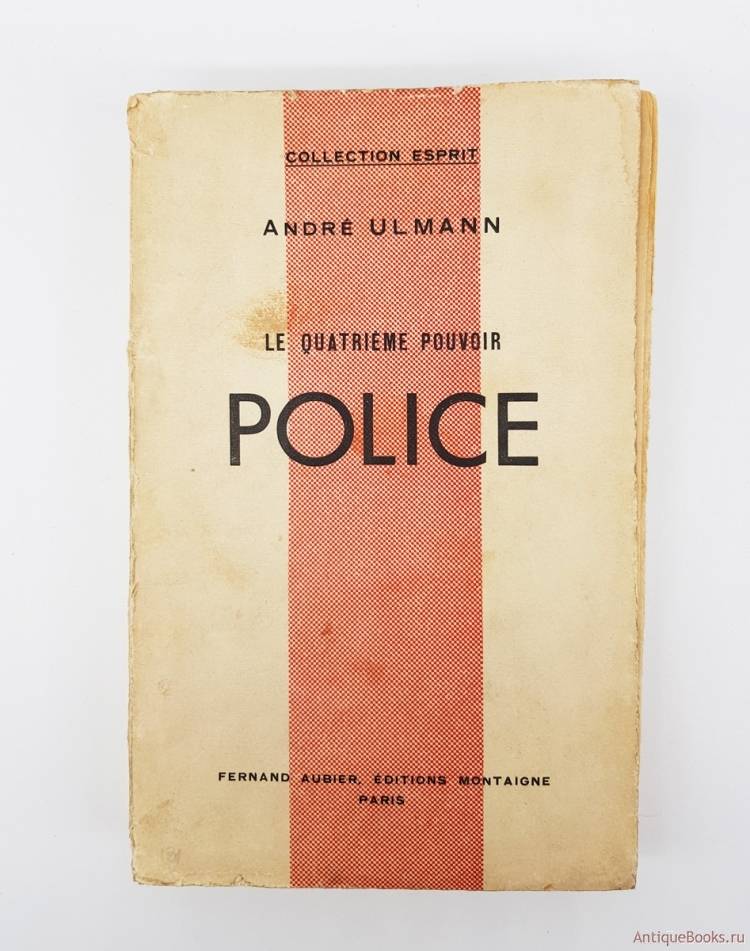 COLLECTION ESPRIT
ANDRÉ ULMANN
LE QUATRIÈME POUVOIR
POLICE
FERNAND AUBIER, ÉDITIONS MONTAIGNE
PARIS
AntiqueBooks.ru